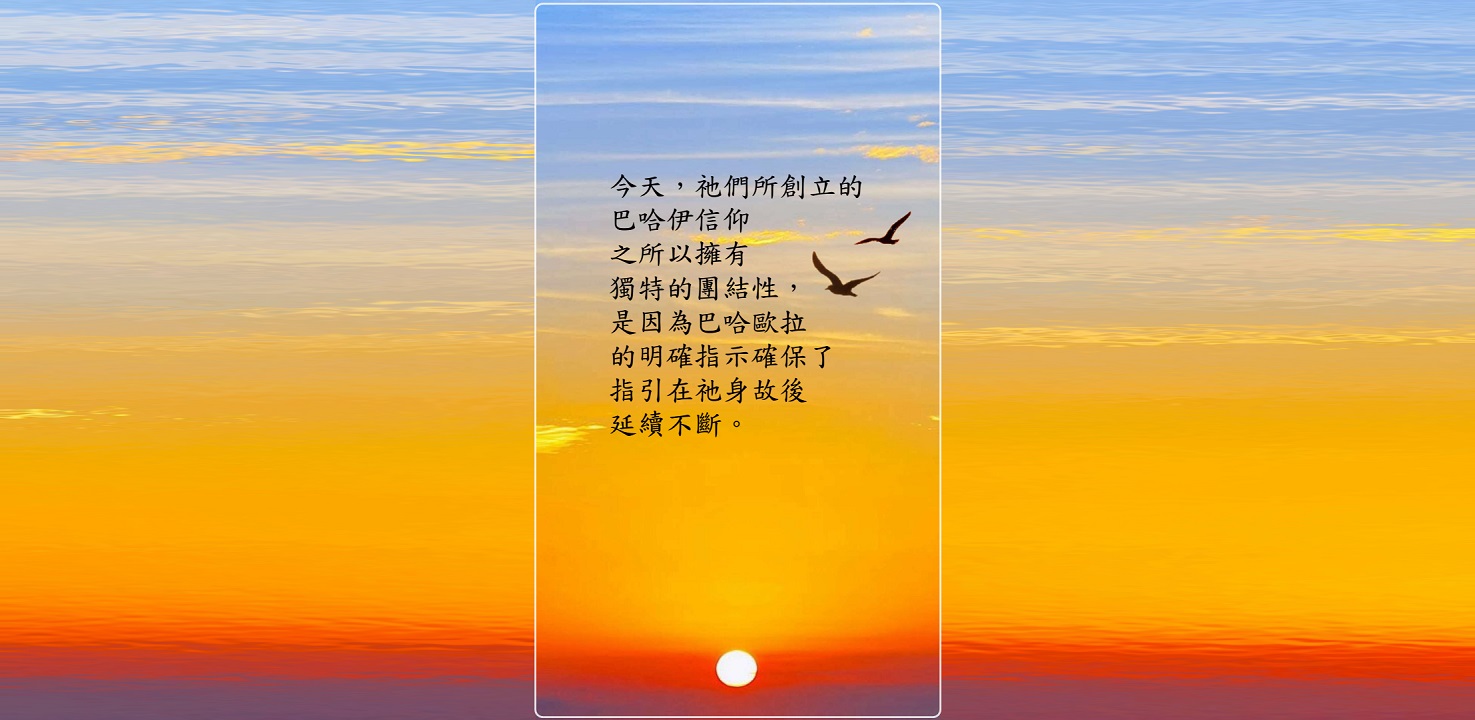 今天，祂們所創立的
巴哈伊信仰
之所以擁有
獨特的團結性，
是因為巴哈歐拉
的明確指示確保了
指引在祂身故後
延續不斷。